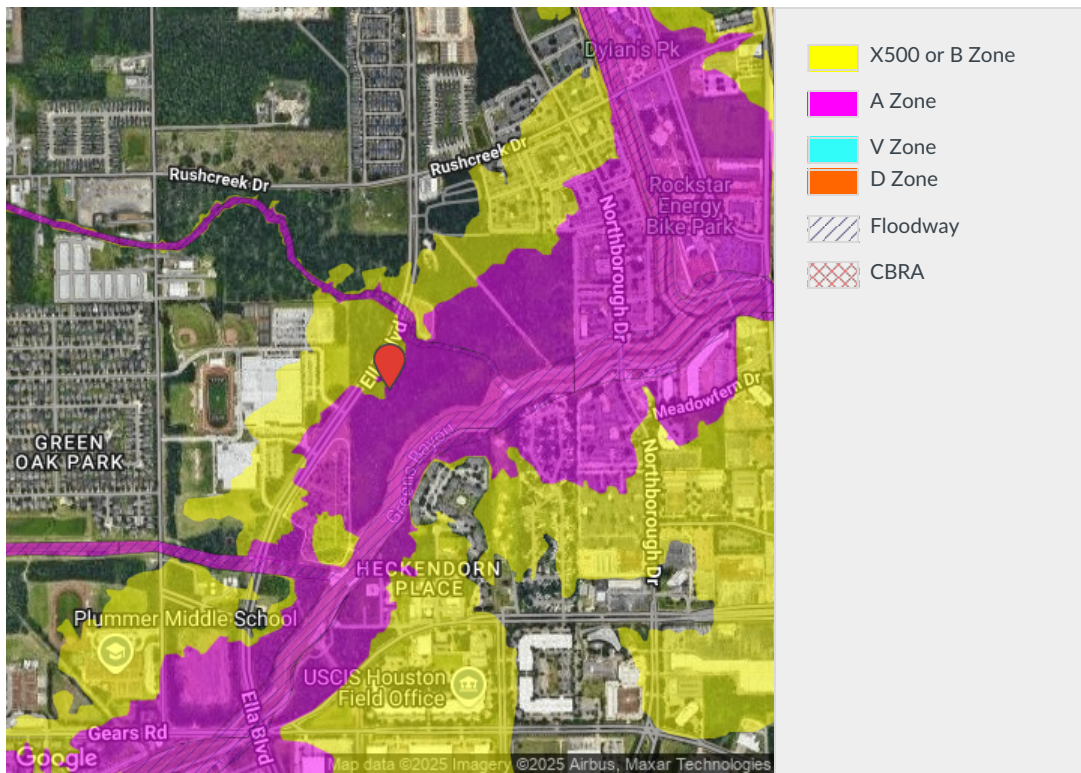 Dylan's Pk
Rushcreek Dr
Rushcreek Dr
Rockstar
Energy
Bike Park
Northborough Dr
Meadowfern Dr
GREEN
OAK PARK
Greens Bayou
Northborough Dr
HECKENDORN
PLACE
Plummer Middle School
USCIS Houston
Field Office
Ella Blvd
Gears Rd
Google
Map data ©2025 Imagery ©2025 Airbus, Maxar Technologies
X500 or B Zone
A Zone
V Zone
D Zone
Floodway
CBRA